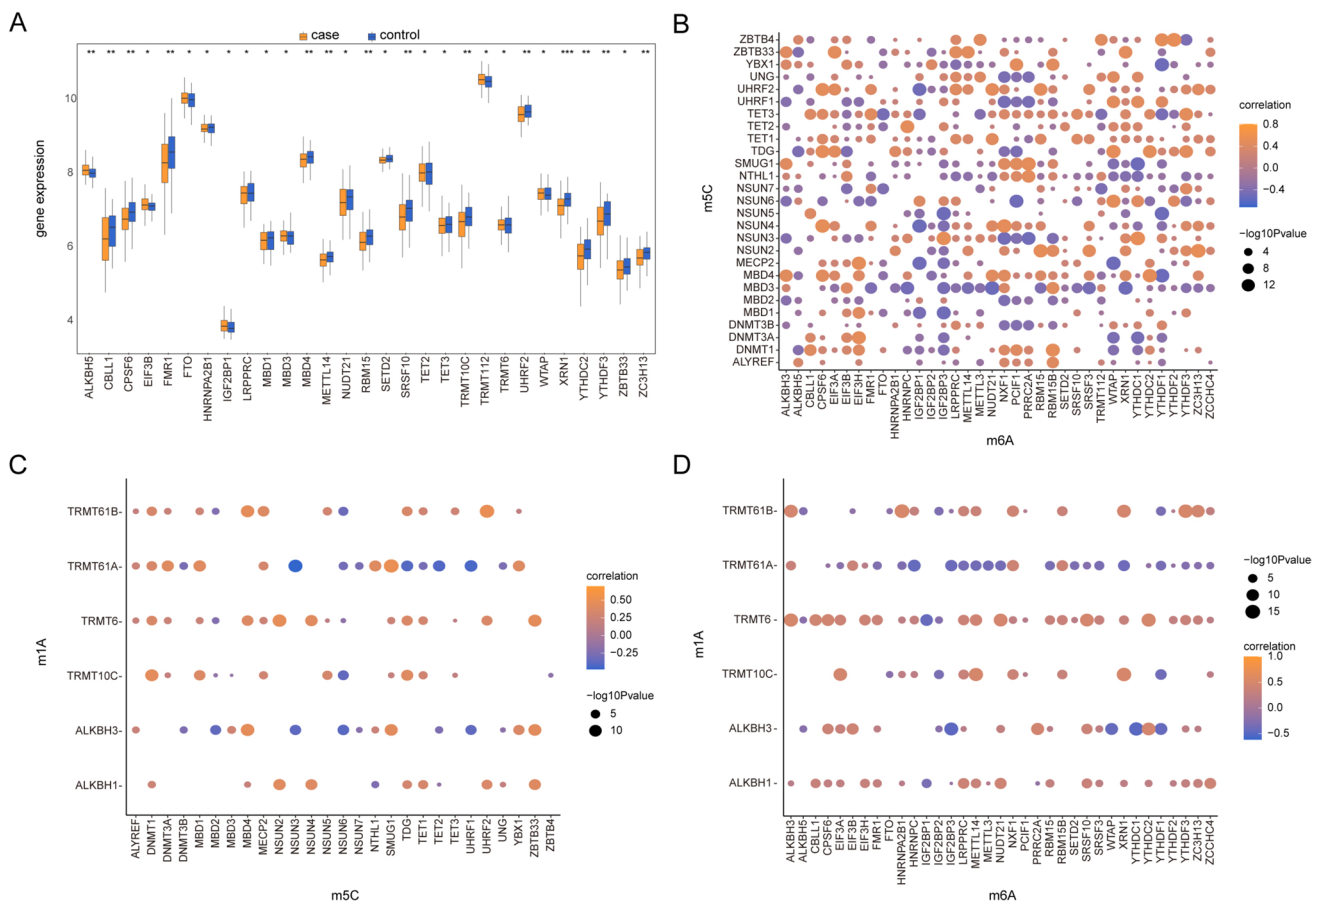 A
case control
** ** ** * ** * * * * * * ** ** * ** * ** * * ** * * ** * *** ** ** * **
gene expression
10
8
6
4
ALKBH5 CBLL1 CPSF6 EIF3B FMR1 FTO HNRNPA2B1 IGF2BP1 LRPPRC MBD1 MBD3 MBD4 METTL14 NUDT21 RBM15 SETD2 SRSF10 TET2 TET3 TRMT10C TRMT112 TRMT6 UHRF2 WTAP XRN1 YTHDC2 YTHDF3 ZBTB33 ZC3H13
B
m5C
ZBTB4
ZBTB33
YBX1
UNG
UHRF2
UHRF1
TET3
TET2
TET1
TDG
SMUG1
NTHL1
NSUN7
NSUN6
NSUN5
NSUN4
NSUN3
NSUN2
MECP2
MBD4
MBD3
MBD2
MBD1
DNMT3B
DNMT3A
DNMT1
ALYREF
ALKBH3 ALKBH5 CBLL1 CPSF6 EIF3A EIF3B EIF3H FMR1 FTO HNRNPA2B1 HNRNPC IGF2BP1 IGF2BP2 IGF2BP3 LRPPRC METTL14 METTL3 NUDT21 NXF1 PCIF1 PRRC2A RBM15 RBM15B SETD2 SRSF10 SRSF3 TRMT112 WTAP XRN1 YTHDC1 YTHDC2 YTHDF1 YTHDF2 YTHDF3 ZC3H13 ZCCHC4
m6A
correlation
0.8
0.4
0.0
−0.4
−log10Pvalue
4
8
12
C
m1A
TRMT61B-
TRMT61A-
TRMT6-
TRMT10C-
ALKBH3-
ALKBH1-
ALYREF DNMT1 DNMT3A DNMT3B MBD1 MBD2 MBD3 MBD4 MECP2 NSUN2 NSUN3 NSUN4 NSUN5 NSUN6 NSUN7 NTHL1 SMUG1 TDG TET1 TET2 TET3 UHRF1 UHRF2 UNG YBX1 ZBTB33 ZBTB4
m5C
correlation
0.50
0.25
0.00
−0.25
−log10Pvalue
5
10
D
m1A
TRMT61B-
TRMT61A-
TRMT6 -
TRMT10C-
ALKBH3-
ALKBH1-
ALKBH3 ALKBH5 CBLL1 CPSF6 EIF3A EIF3B EIF3H FMR1 FTO HNRNPA2B1 HNRNPC IGF2BP1 IGF2BP2 IGF2BP3 LRPPRC METTL14 METTL3 NUDT21 NXF1 PCIF1 PRRC2A RBM15 RBM15B SETD2 SRSF10 SRSF3 WTAP XRN1 YTHDC1 YTHDC2 YTHDF1 YTHDF2 YTHDF3 ZC3H13 ZCCHC4
m6A
−log10Pvalue
5
10
15
correlation
1.0
0.5
0.0
−0.5